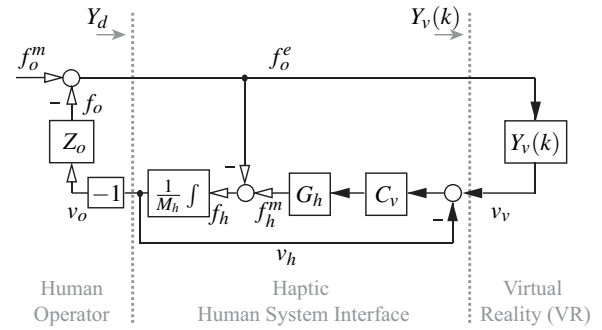 Y_d
Y_v(k)
f_o^m
f_o^e
–
f_o
Z_o
Y_v(k)
–
–1
1/M_h ∫
G_h
C_v
v_o
f_h
f_h^m
–
v_v
v_h
Human
Operator
Haptic
Human System Interface
Virtual
Reality (VR)